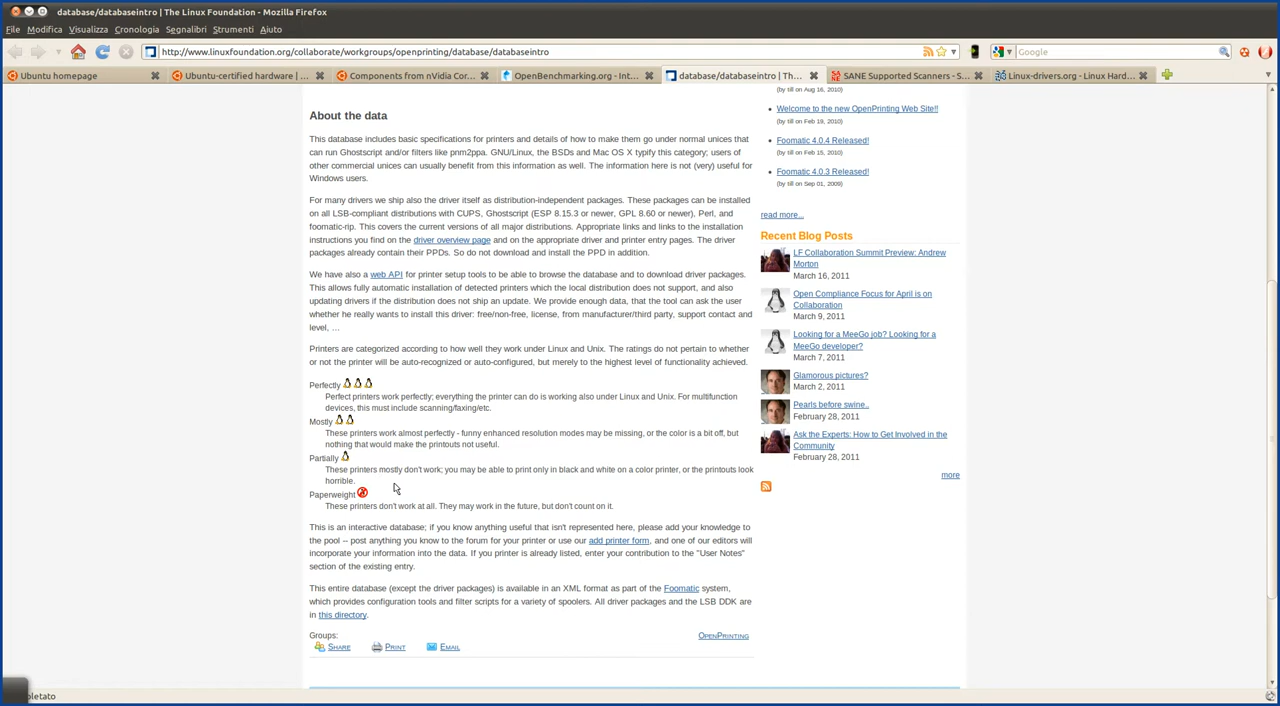 database/databaseintro | The Linux Foundation - Mozilla Firefox
File Modifica Visualizza Cronologia Segnalibri Strumenti Aiuto
http://www.linuxfoundation.org/collaborate/workgroups/openprinting/database/databaseintro
Google
Ubuntu homepage
Ubuntu-certified hardware | ...
Components from nVidia Cor...
OpenBenchmarking.org - Int...
database/databaseintro | Th...
SANE Supported Scanners - S...
Linux-drivers.org - Linux Hard...
About the data
This database includes basic specifications for printers and details of how to make them go under normal unices that
can run Ghostscript and/or filters like pnm2ppa. GNU/Linux, the BSDs and Mac OS X typify this category; users of
other commercial unices can usually benefit from this information as well. The information here is not (very) useful for
Windows users.
For many drivers we ship also the driver itself as distribution-independent packages. These packages can be installed
on all LSB-compliant distributions with CUPS, Ghostscript (ESP 8.15.3 or newer, GPL 8.60 or newer), Perl, and
foomatic-rip. This covers the current versions of all major distributions. Appropriate links and links to the installation
instructions you find on the driver overview page and on the appropriate driver and printer entry pages. The driver
packages already contain their PPDs. So do not download and install the PPD in addition.
We have also a web API for printer setup tools to be able to browse the database and to download driver packages.
This allows fully automatic installation of detected printers which the local distribution does not support, and also
updating drivers if the distribution does not ship an update. We provide enough data, that the tool can ask the user
whether he really wants to install this driver: free/non-free, license, from manufacturer/third party, support contact and
level, ...
Printers are categorized according to how well they work under Linux and Unix. The ratings do not pertain to whether
or not the printer will be auto-recognized or auto-configured, but merely to the highest level of functionality achieved.
Perfectly
Perfect printers work perfectly; everything the printer can do is working also under Linux and Unix. For multifunction
devices, this must include scanning/faxing/etc.
Mostly
These printers work almost perfectly - funny enhanced resolution modes may be missing, or the color is a bit off, but
nothing that would make the printouts not useful.
Partially
These printers mostly don't work; you may be able to print only in black and white on a color printer, or the printouts look
horrible.
Paperweight
These printers don't work at all. They may work in the future, but don't count on it.
This is an interactive database; if you know anything useful that isn't represented here, please add your knowledge to
the pool -- post anything you know to the forum for your printer or use our add printer form, and one of our editors will
incorporate your information into the data. If you printer is already listed, enter your contribution to the "User Notes"
section of the existing entry.
This entire database (except the driver packages) is available in an XML format as part of the Foomatic system,
which provides configuration tools and filter scripts for a variety of spoolers. All driver packages and the LSB DDK are
in this directory.
Groups:
OpenPrinting
Share Print Email
(by till on Aug 16, 2010)
Welcome to the new OpenPrinting Web Site!!
(by till on Feb 19, 2010)
Foomatic 4.0.4 Released!
(by till on Feb 15, 2010)
Foomatic 4.0.3 Released!
(by till on Sep 01, 2009)
read more...
Recent Blog Posts
LF Collaboration Summit Preview: Andrew
Morton
March 16, 2011
Open Compliance Focus for April is on
Collaboration
March 9, 2011
Looking for a MeeGo job? Looking for a
MeeGo developer?
March 7, 2011
Glamorous pictures?
March 2, 2011
Pearls before swine..
February 28, 2011
Ask the Experts: How to Get Involved in the
Community
February 28, 2011
more
pletato